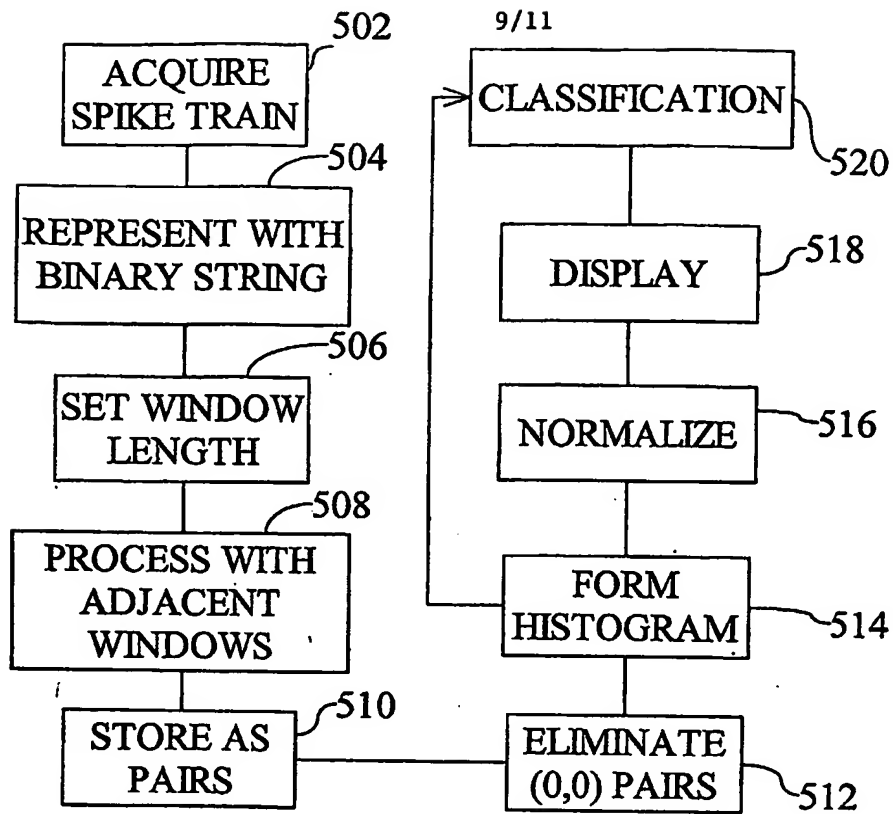 9/11
502
ACQUIRE
SPIKE TRAIN
504
REPRESENT WITH
BINARY STRING
506
SET WINDOW
LENGTH
508
PROCESS WITH
ADJACENT
WINDOWS
510
STORE AS
PAIRS
ELIMINATE
(0,0) PAIRS
512
FORM
HISTOGRAM
514
NORMALIZE
516
DISPLAY
518
CLASSIFICATION
520